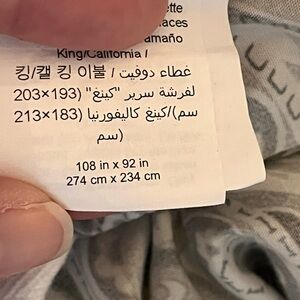 ette
faces
amaño
King/California /
킹/캘 킹 이불 / غطاء دوفيت
لفرشة سرير "كينغ" (193×203
سم)/كينغ كاليفورنيا (183×213
سم)
108 in x 92 in
274 cm x 234 cm